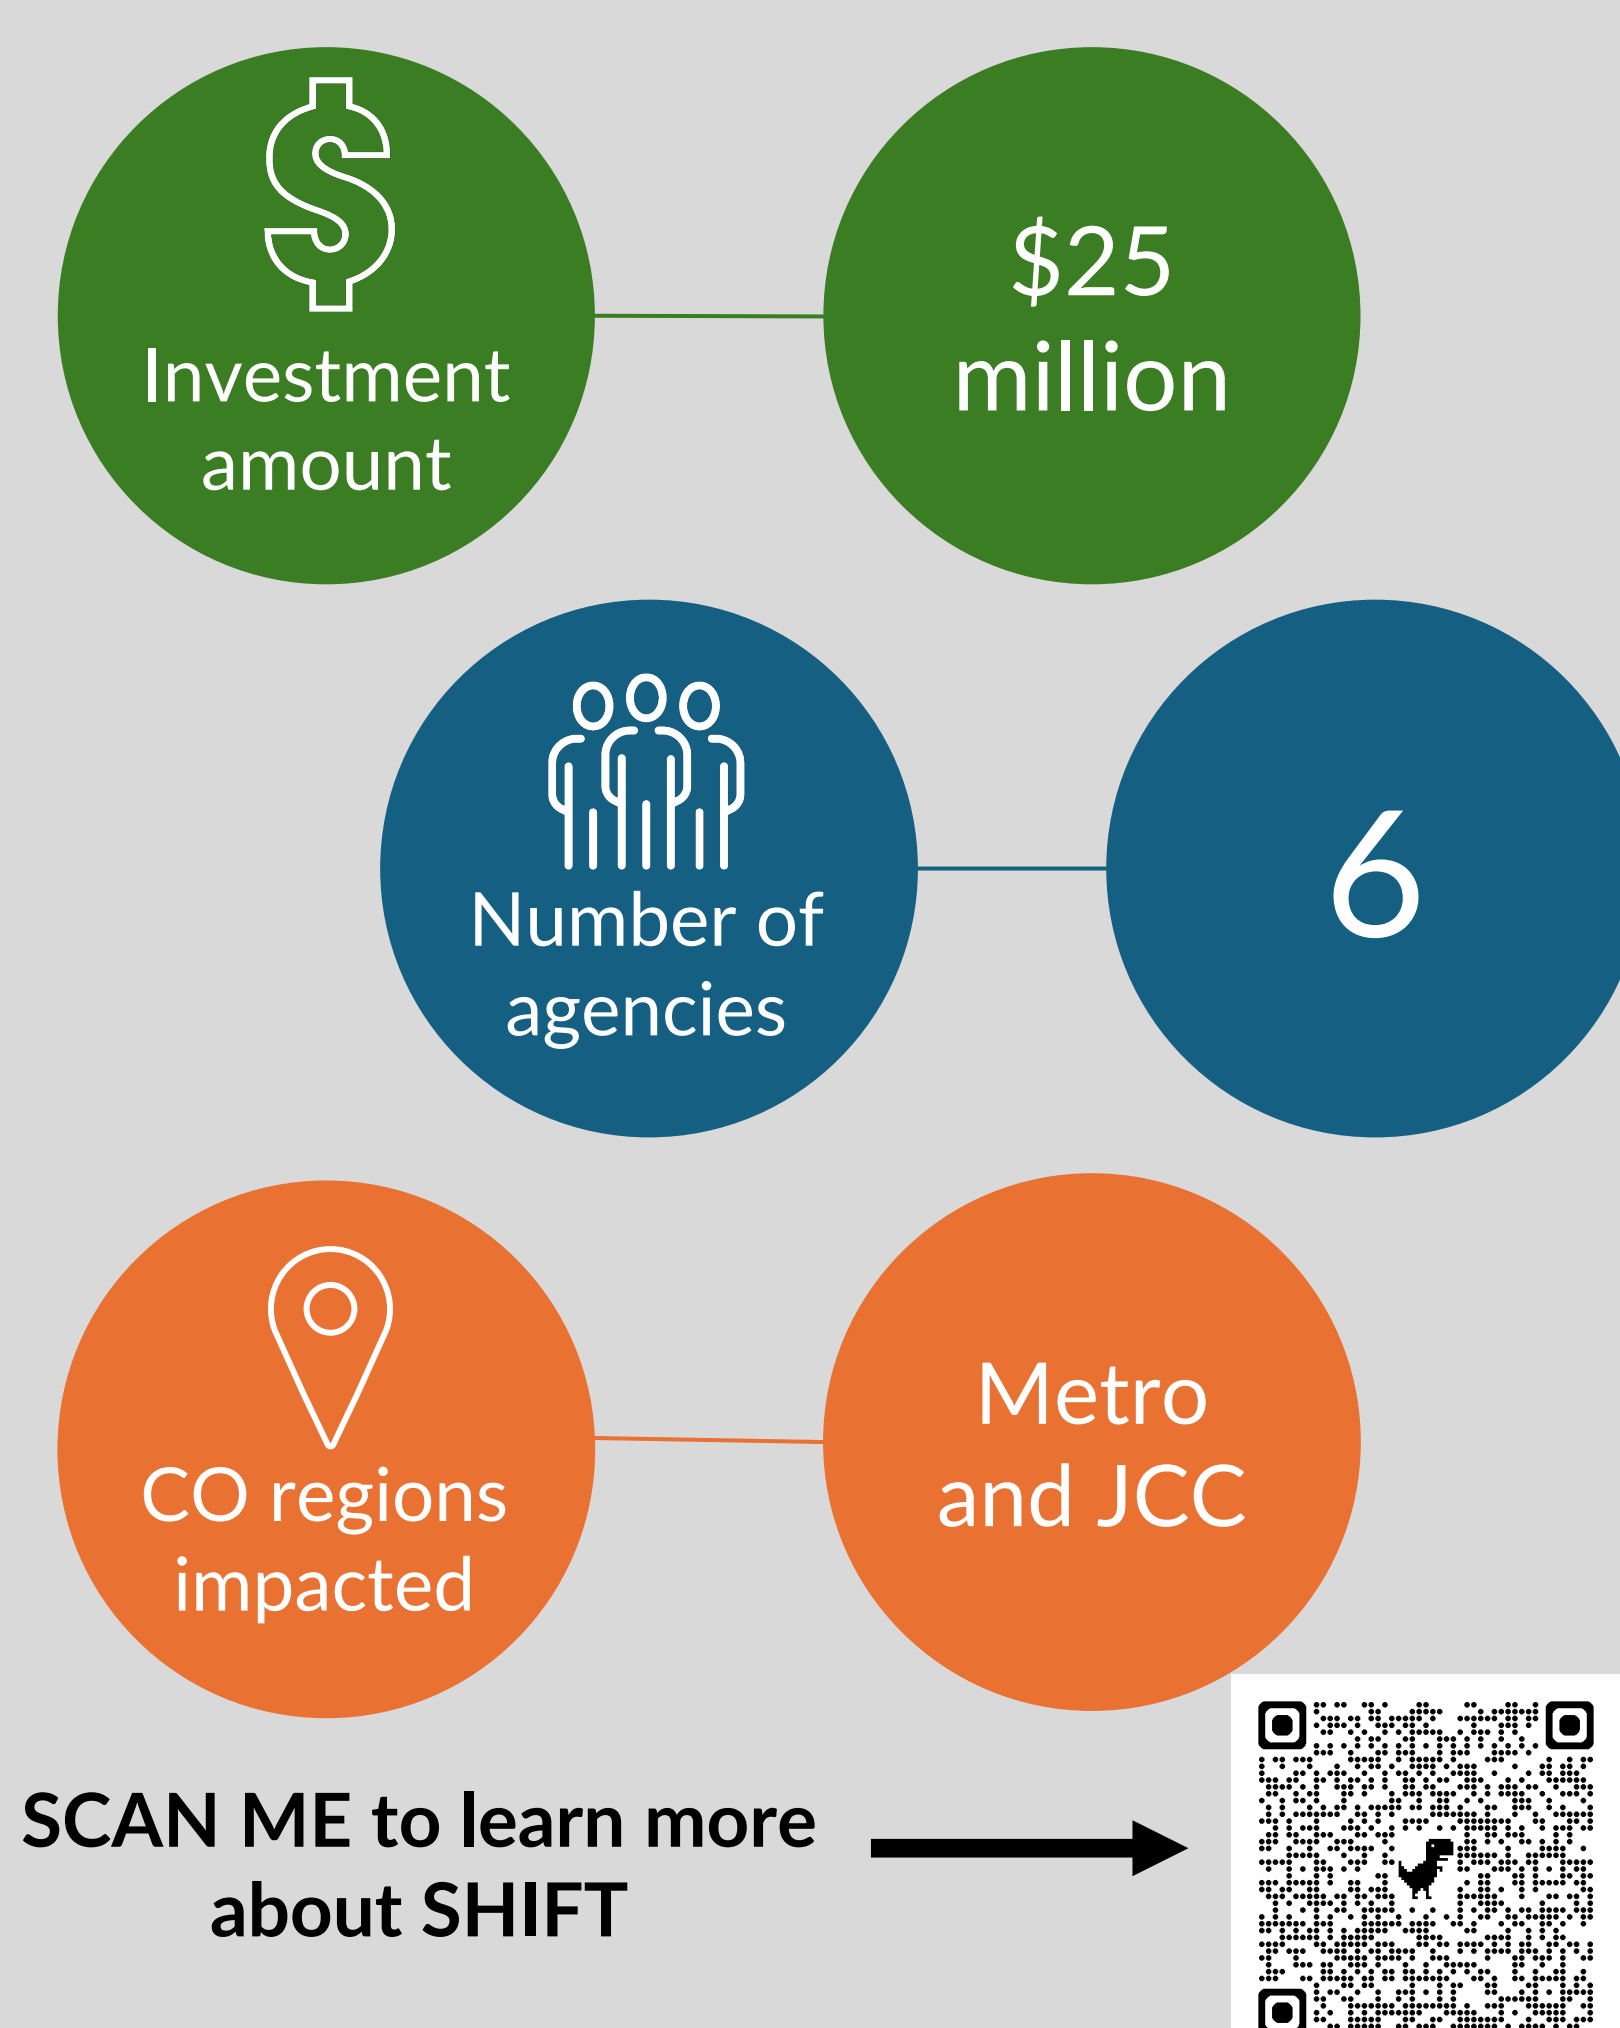 Investment
amount
$25
million
Number of
agencies
6
CO regions
impacted
Metro
and JCC
SCAN ME to learn more
about SHIFT